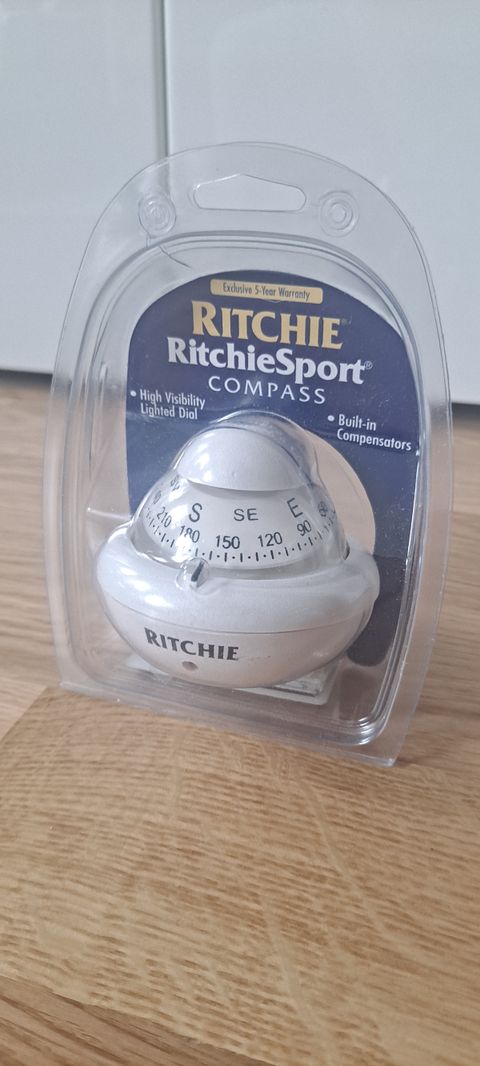 Exclusive 5-Year Warranty
RITCHIE®
RitchieSport®
COMPASS
• High Visibility
Lighted Dial
• Built-in
Compensators
S SE E
210 180 150 120 90
RITCHIE